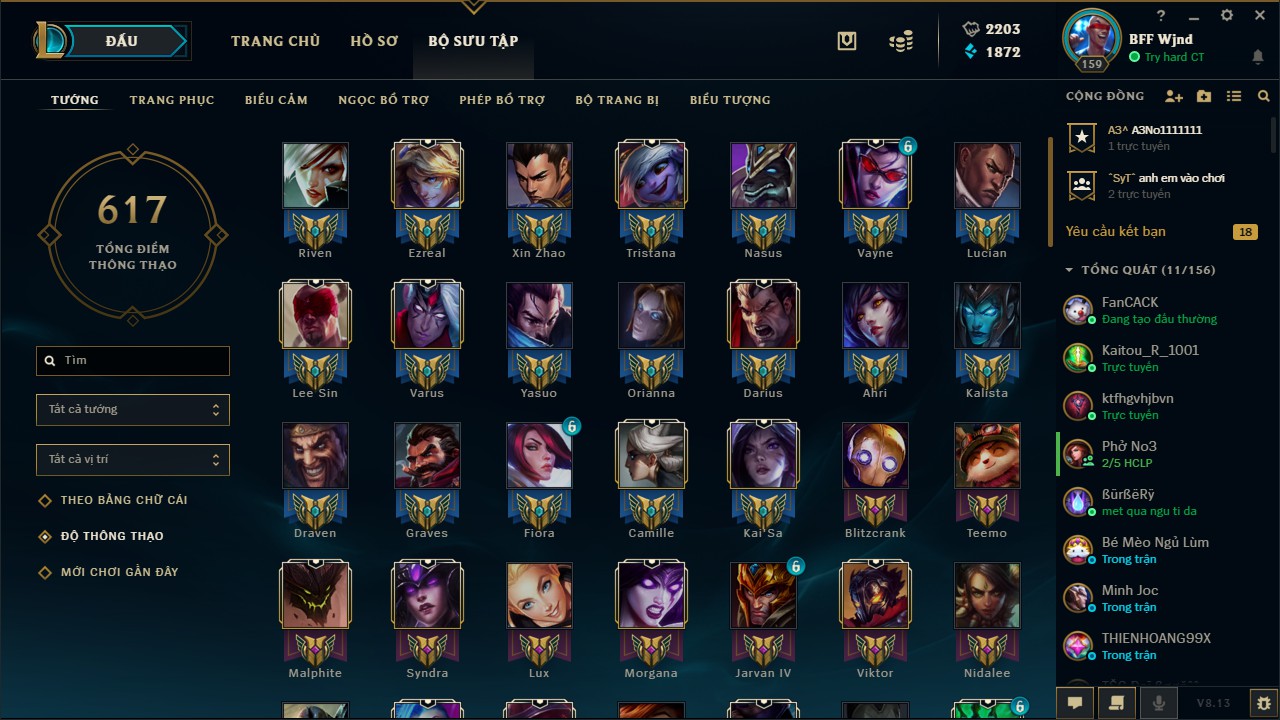 ĐẤU
TRANG CHỦ
HỒ SƠ
BỘ SƯU TẬP
2203
1872
159
BFF Wjnd
Try hard CT
TƯỚNG
TRANG PHỤC
BIỂU CẢM
NGỌC BỔ TRỢ
PHÉP BỔ TRỢ
BỘ TRANG BỊ
BIỂU TƯỢNG
617
TỔNG ĐIỂM
THÔNG THẠO
Tìm
Tất cả tướng
Tất cả vị trí
THEO BẢNG CHỮ CÁI
ĐỘ THÔNG THẠO
MỚI CHƠI GẦN ĐÂY
6
Riven
Ezreal
Xin Zhao
Tristana
Nasus
Vayne
Lucian
Lee Sin
Varus
Yasuo
Orianna
Darius
Ahri
Kalista
6
Draven
Graves
Fiora
Camille
Kai'Sa
Blitzcrank
Teemo
6
Malphite
Syndra
Lux
Morgana
Jarvan IV
Viktor
Nidalee
6
CỘNG ĐỒNG
A3^ A3No1111111
1 trực tuyến
ˆSyTˆ anh em vào chơi
2 trực tuyến
Yêu cầu kết bạn
18
TỔNG QUÁT (11/156)
FanCACK
Đang tạo đấu thường
Kaitou_R_1001
Trực tuyến
ktfhgvhjbvn
Trực tuyến
Phở No3
2/5 HCLP
ßürßëRÿ
met qua ngu ti da
Bé Mèo Ngủ Lùm
Trong trận
Minh Joc
Trong trận
THIENHOANG99X
Trong trận
V8.13